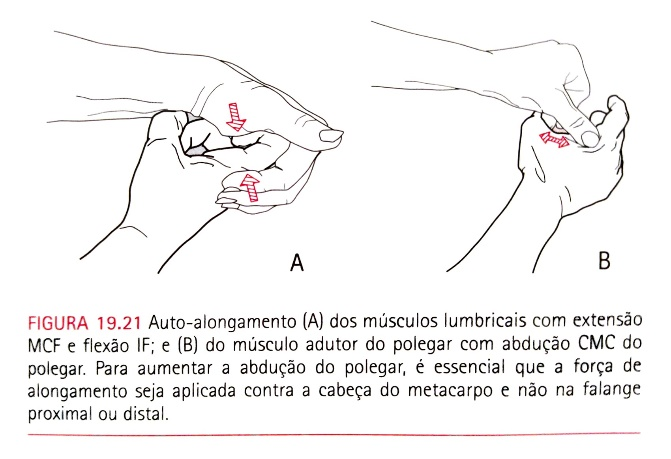 A
B
FIGURA 19.21 Auto-alongamento (A) dos músculos lumbricais com extensão
MCF e flexão IF; e (B) do músculo adutor do polegar com abdução CMC do
polegar. Para aumentar a abdução do polegar, é essencial que a força de
alongamento seja aplicada contra a cabeça do metacarpo e não na falange
proximal ou distal.